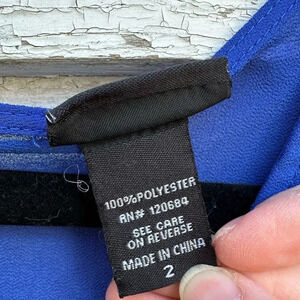 100%POLYESTER
RN# 120684
SEE CARE
ON REVERSE
MADE IN CHINA
2